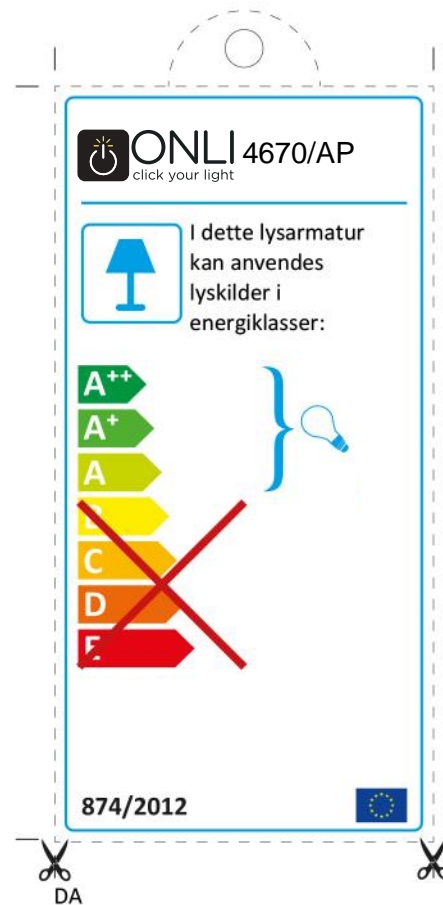 ONLI 4670/AP
click your light
I dette lysarmatur
kan anvendes
lyskilder i
energiklasser:
A++
A+
A
B
C
D
E
874/2012
DA